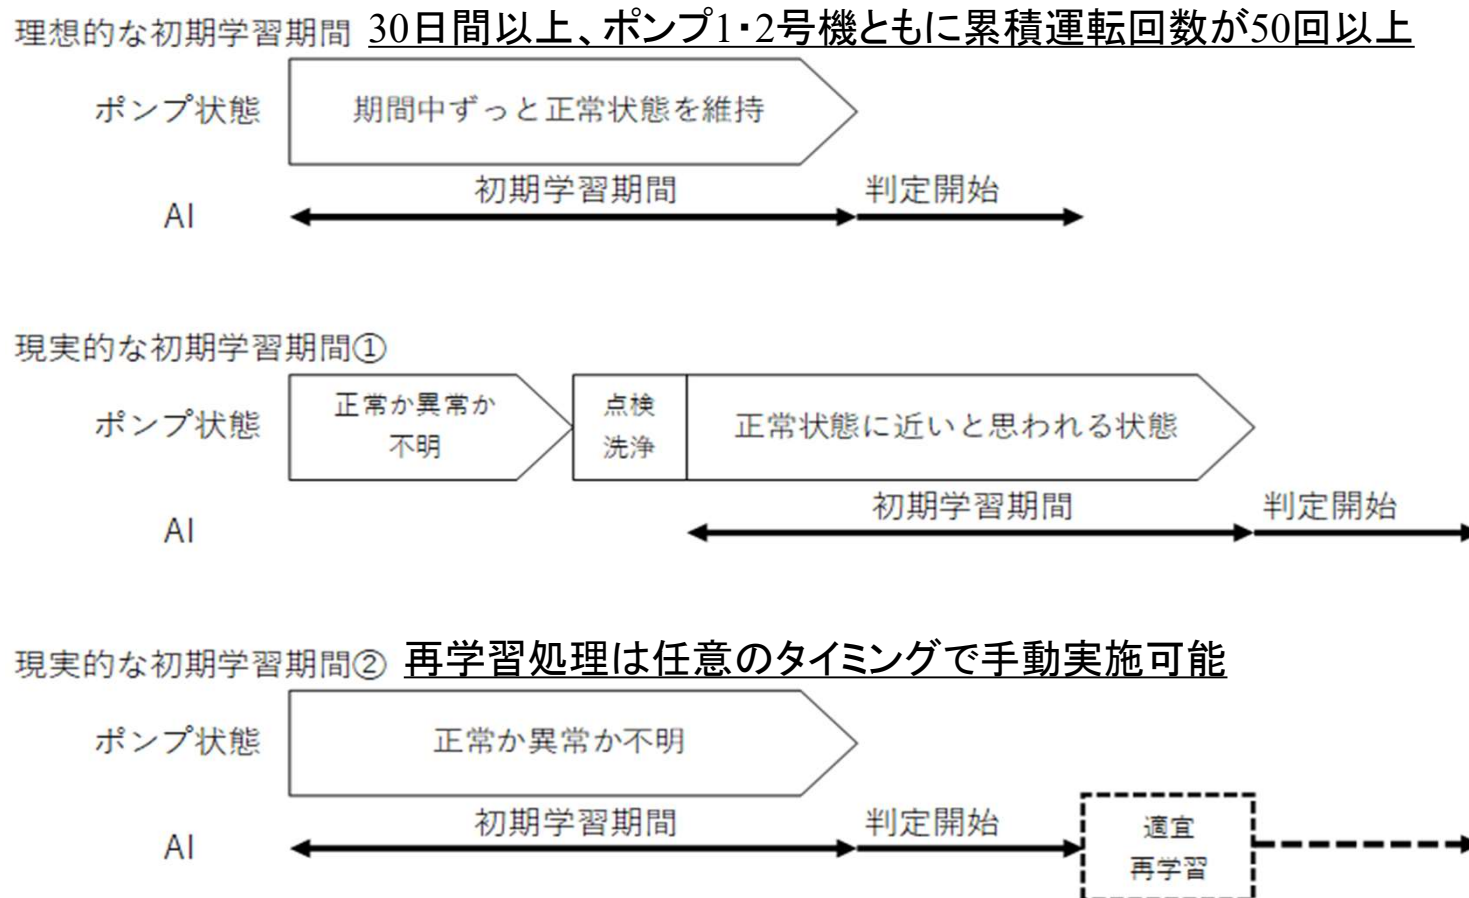 理想的な初期学習期間 30日間以上、ポンプ1・2号機ともに累積運転回数が50回以上
ポンプ状態
期間中ずっと正常状態を維持
初期学習期間
判定開始
AI
現実的な初期学習期間①
ポンプ状態
正常か異常か
不明
点検
洗浄
正常状態に近いと思われる状態
初期学習期間
判定開始
AI
現実的な初期学習期間② 再学習処理は任意のタイミングで手動実施可能
ポンプ状態
正常か異常か不明
初期学習期間
判定開始
AI
適宜
再学習